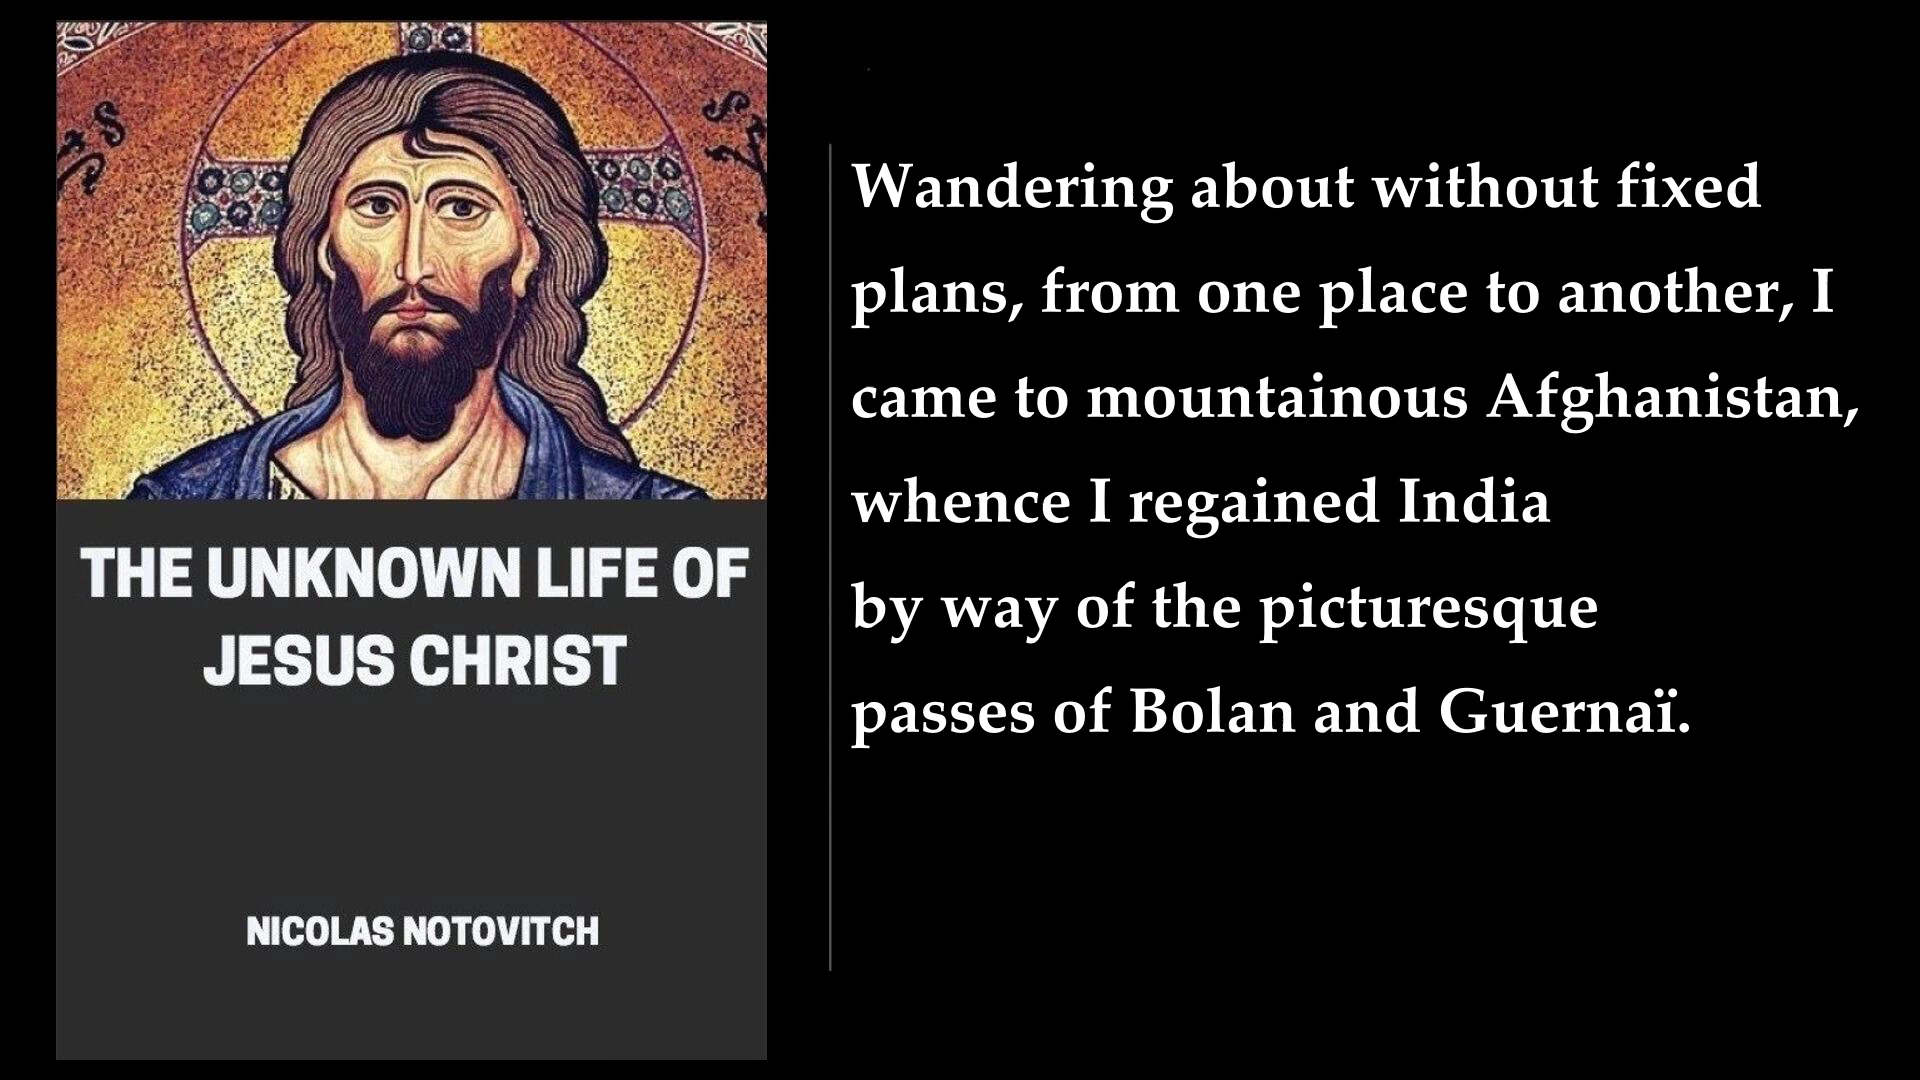 THE UNKNOWN LIFE OF
JESUS CHRIST
NICOLAS NOTOVITCH
Wandering about without fixed
plans, from one place to another, I
came to mountainous Afghanistan,
whence I regained India
by way of the picturesque
passes of Bolan and Guernaï.